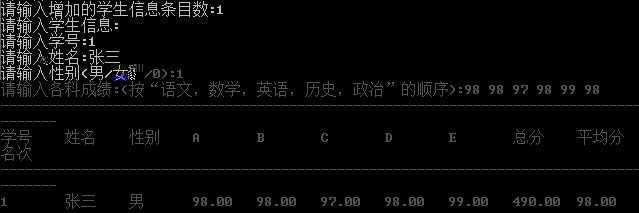 请输入增加的学生信息条目数:1
请输入学生信息:
请输入学号:1
请输入姓名:张三
请输入性别(男/女 /0):1
请输入各科成绩:(按“语文，数学，英语，历史，政治”的顺序):98 98 97 98 99 98
学号 姓名 性别 A B C D E 总分 平均分
名次
1 张三 男 98.00 98.00 97.00 98.00 99.00 490.00 98.00